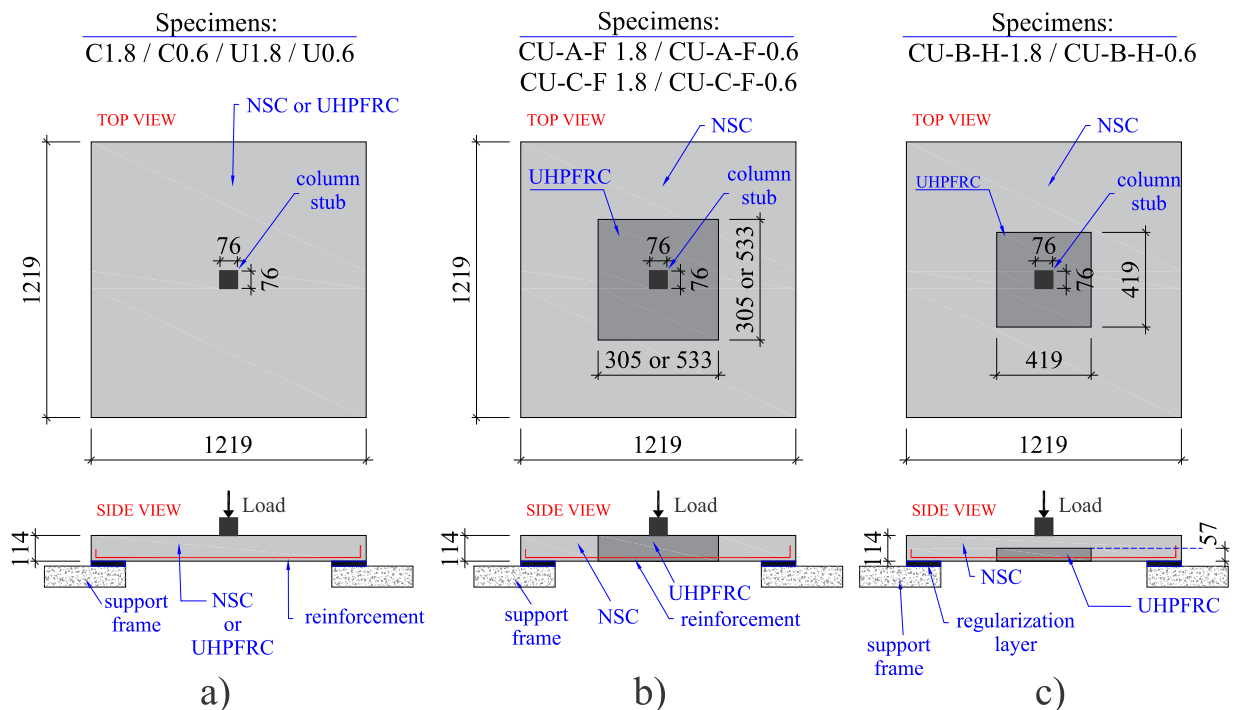 Specimens:
C1.8 / C0.6 / U1.8 / U0.6
NSC or UHPFRC
TOP VIEW
column
stub
76
76
1219
1219
SIDE VIEW
Load
114
support
frame
NSC
or
UHPFRC
reinforcement
a)
Specimens:
CU-A-F 1.8 / CU-A-F-0.6
CU-C-F 1.8 / CU-C-F-0.6
TOP VIEW
NSC
UHPFRC
column
stub
76
76
305 or 533
305 or 533
1219
1219
SIDE VIEW
Load
114
support
frame
NSC
UHPFRC
reinforcement
b)
Specimens:
CU-B-H-1.8 / CU-B-H-0.6
TOP VIEW
NSC
UHPFRC
column
stub
76
76
419
419
1219
SIDE VIEW
Load
57
114
NSC
UHPFRC
support
frame
regularization
layer
c)